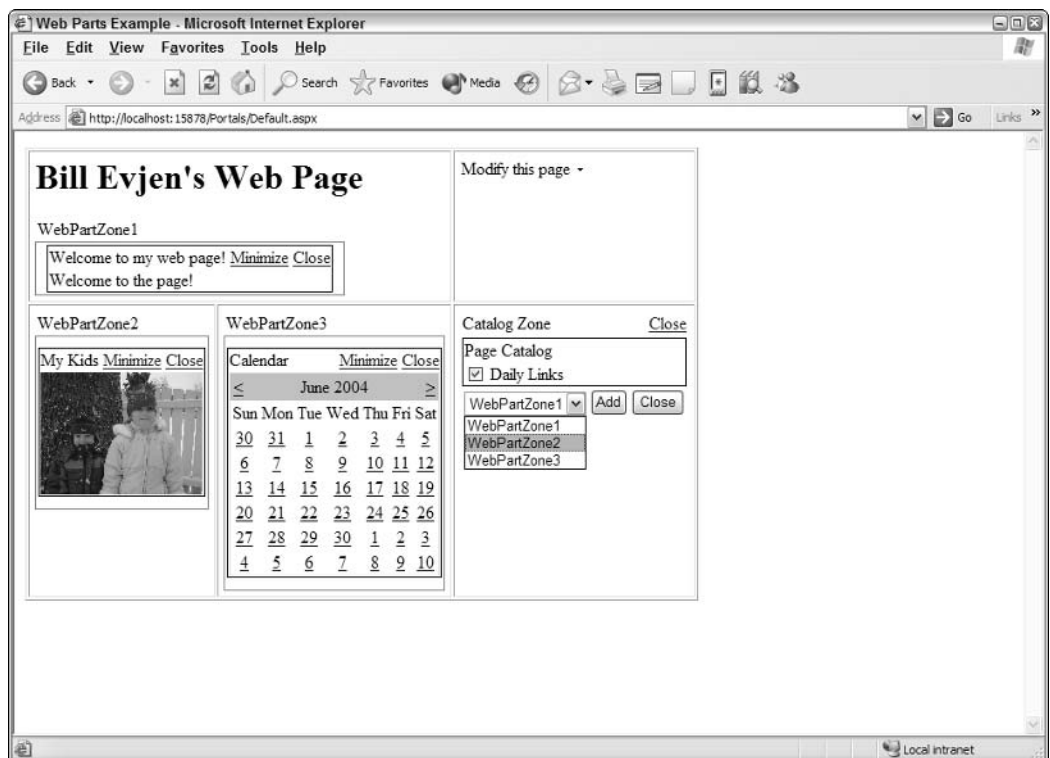 Web Parts Example - Microsoft Internet Explorer
File Edit View Favorites Tools Help
Back Search Favorites Media
Address http://localhost:15878/Portals/Default.aspx Go Links »
Bill Evjen's Web Page
Modify this page
WebPartZone1
Welcome to my web page! Minimize Close
Welcome to the page!
WebPartZone2
My Kids Minimize Close
WebPartZone3
Calendar Minimize Close
< June 2004 >
Sun Mon Tue Wed Thu Fri Sat
30 31 1 2 3 4 5
6 7 8 9 10 11 12
13 14 15 16 17 18 19
20 21 22 23 24 25 26
27 28 29 30 1 2 3
4 5 6 7 8 9 10
Catalog Zone Close
Page Catalog
Daily Links
WebPartZone1 Add Close
WebPartZone1
WebPartZone2
WebPartZone3
Local intranet